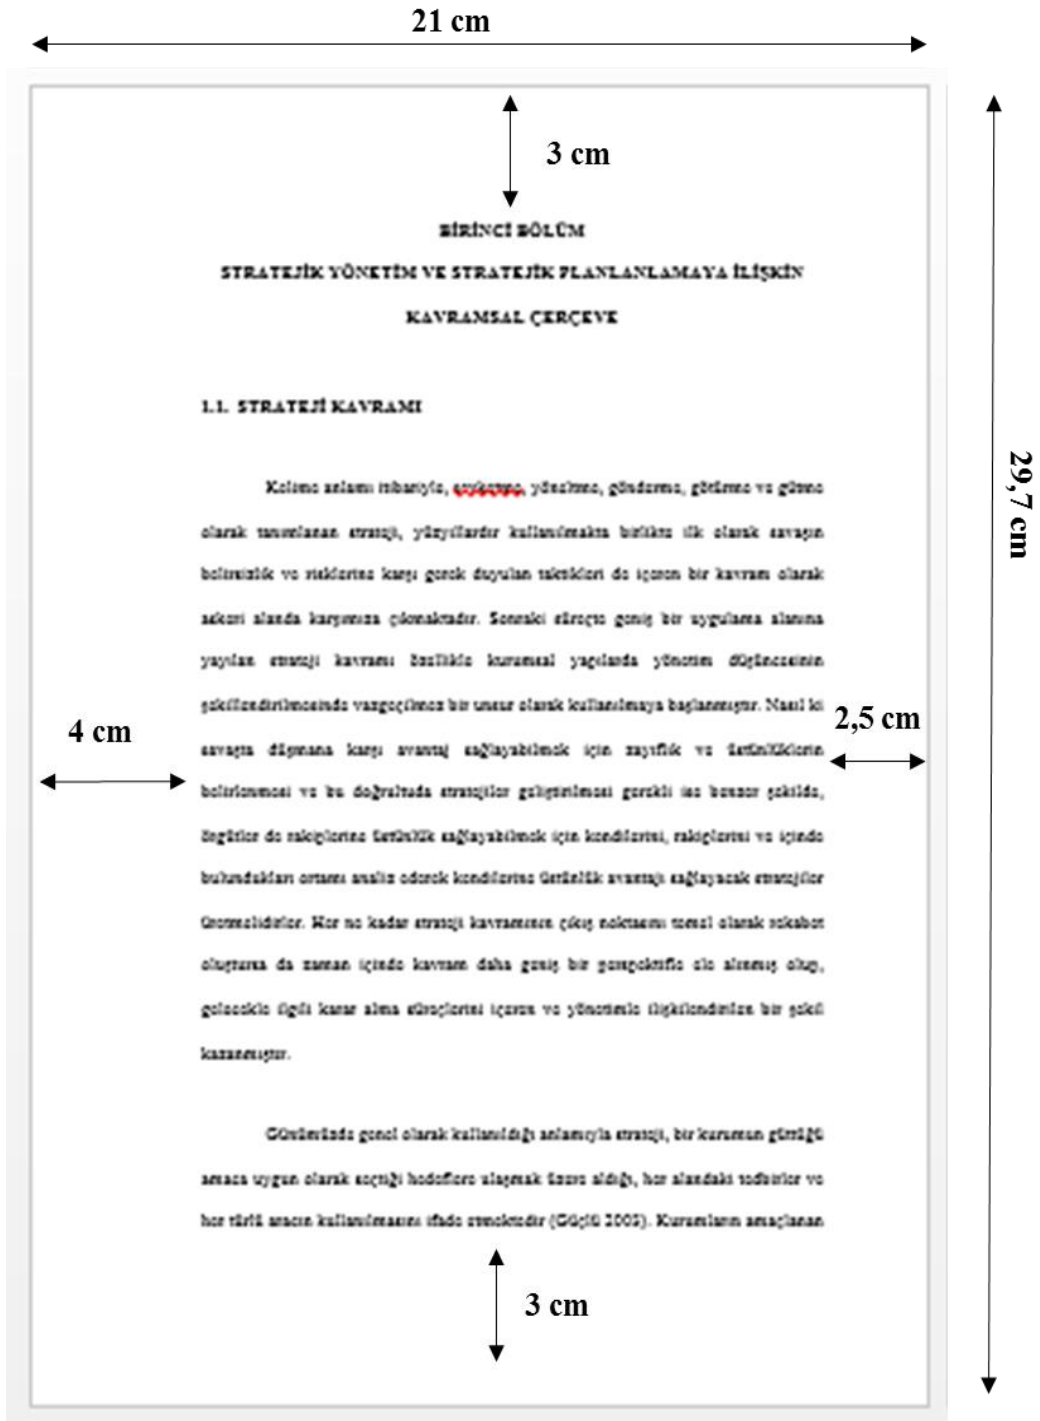 21 cm
3 cm
BİRİNCİ BÖLÜM
STRATEJİK YÖNETİM VE STRATEJİK PLANLANLAMAYA İLİŞKİN
KAVRAMSAL ÇERÇEVE
1.1. STRATEJİ KAVRAMI
29,7 cm
Kelime anlamı itibariyle, sevketme, yöneltme, gönderme, götürme ve gütme
olarak tanımlanan strateji, yüzyıllardır kullanılmakta birlikte ilk olarak savaşın
belirsizlik ve risklerine karşı gerek duyulan taktikleri de içeren bir kavram olarak
askeri alanda karşımıza çıkmaktadır. Sonraki süreçte geniş bir uygulama alanına
yayılan strateji kavramı özellikle kurumsal yapılarda yönetim düşüncesinin
şekillendirilmesinde vazgeçilmez bir unsur olarak kullanılmaya başlanmıştır. Nasıl ki
4 cm
2,5 cm
savaşta düşmana karşı avantaj sağlayabilmek için zayıflık ve üstünlüklerin
belirlenmesi ve bu doğrultuda stratejiler geliştirilmesi gerekli ise benzer şekilde,
örgütler de rakiplerine üstünlük sağlayabilmek için kendilerini, rakiplerini ve içinde
bulundukları ortamı analiz ederek kendilerine üstünlük avantajı sağlayacak stratejiler
üretmelidirler. Her ne kadar strateji kavramının çıkış noktasını temel olarak rekabet
oluştursa da zaman içinde kavram daha geniş bir perspektifle ele alınmış olup,
gelecekle ilgili karar alma süreçlerini içeren ve yönetimle ilişkilendirilen bir şekil
kazanmıştır.
Günümüzde genel olarak kullanıldığı anlamıyla strateji, bir kurumun güttüğü
amaca uygun olarak seçtiği hedeflere ulaşmak üzere aldığı, her alandaki tedbirler ve
her türlü aracın kullanılmasını ifade etmektedir (Güçlü 2003). Kurumların amaçlanan
3 cm